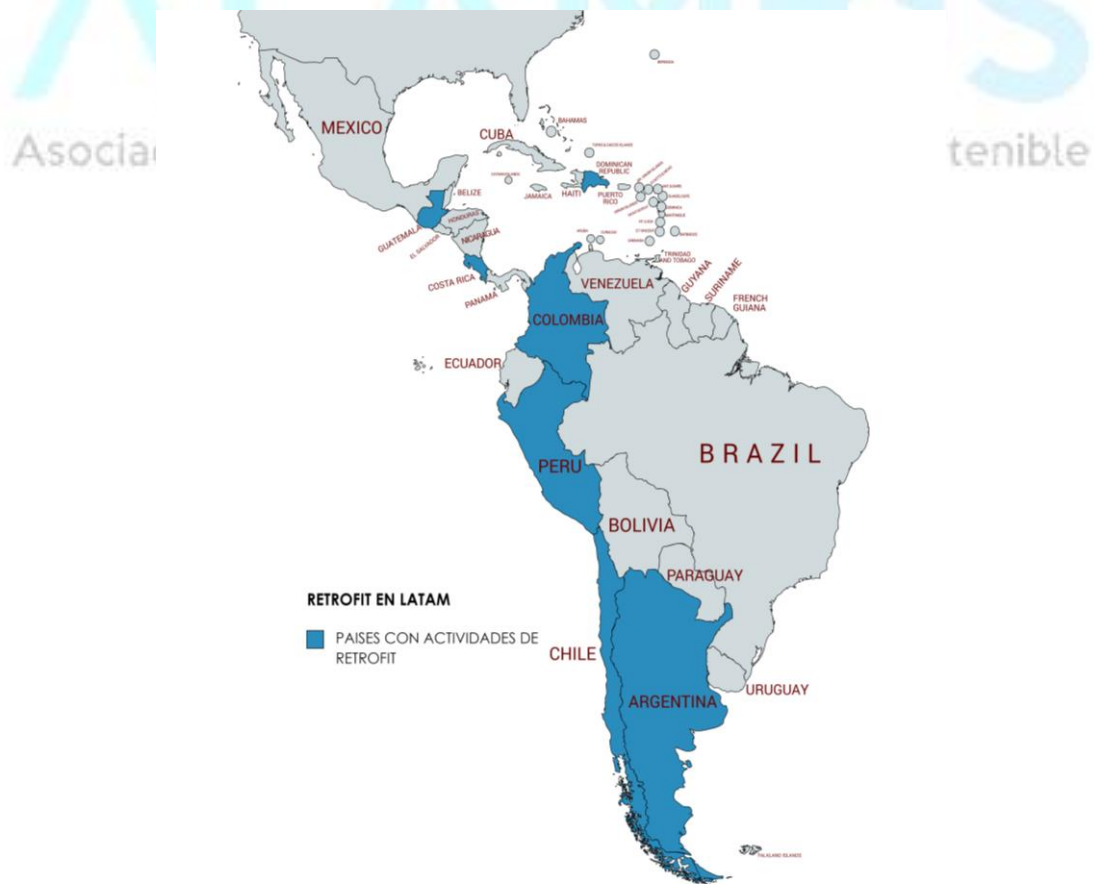 Asocia
tenible
MEXICO
CUBA
BAHAMAS
DOMINICAN
REPUBLIC
BELIZE
JAMAICA
HAITI
PUERTO
RICO
HONDURAS
GUATEMALA
EL SALVADOR
NICARAGUA
COSTA RICA
PANAMA
TRINIDAD
AND TOBAGO
VENEZUELA
GUYANA
SURINAME
FRENCH
GUIANA
COLOMBIA
ECUADOR
BRAZIL
PERU
BOLIVIA
PARAGUAY
RETROFIT EN LATAM
PAISES CON ACTIVIDADES DE
RETROFIT
CHILE
URUGUAY
ARGENTINA
FALKLAND ISLANDS